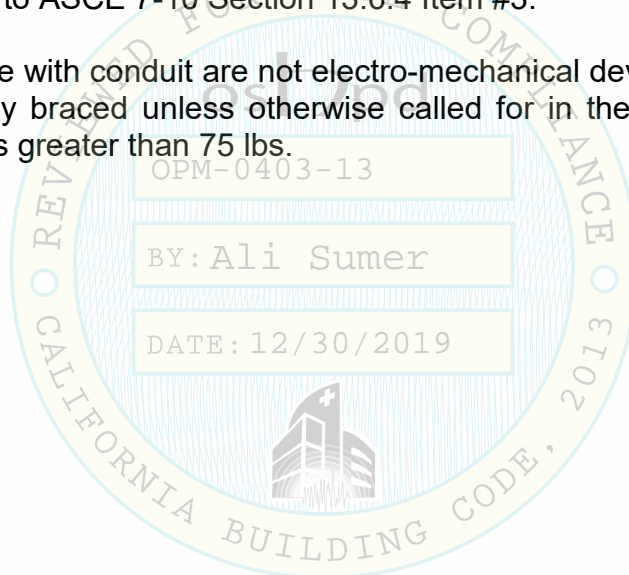 to ASCE 7-10 Section 13.6.4 Item #3.
e with conduit are not electro-mechanical dev
y braced unless otherwise called for in the
s greater than 75 lbs.
REVIEWED FOR CODE COMPLIANCE
oshpd
OPM-0403-13
BY: Ali Sumer
DATE: 12/30/2019
CALIFORNIA BUILDING CODE, 2013